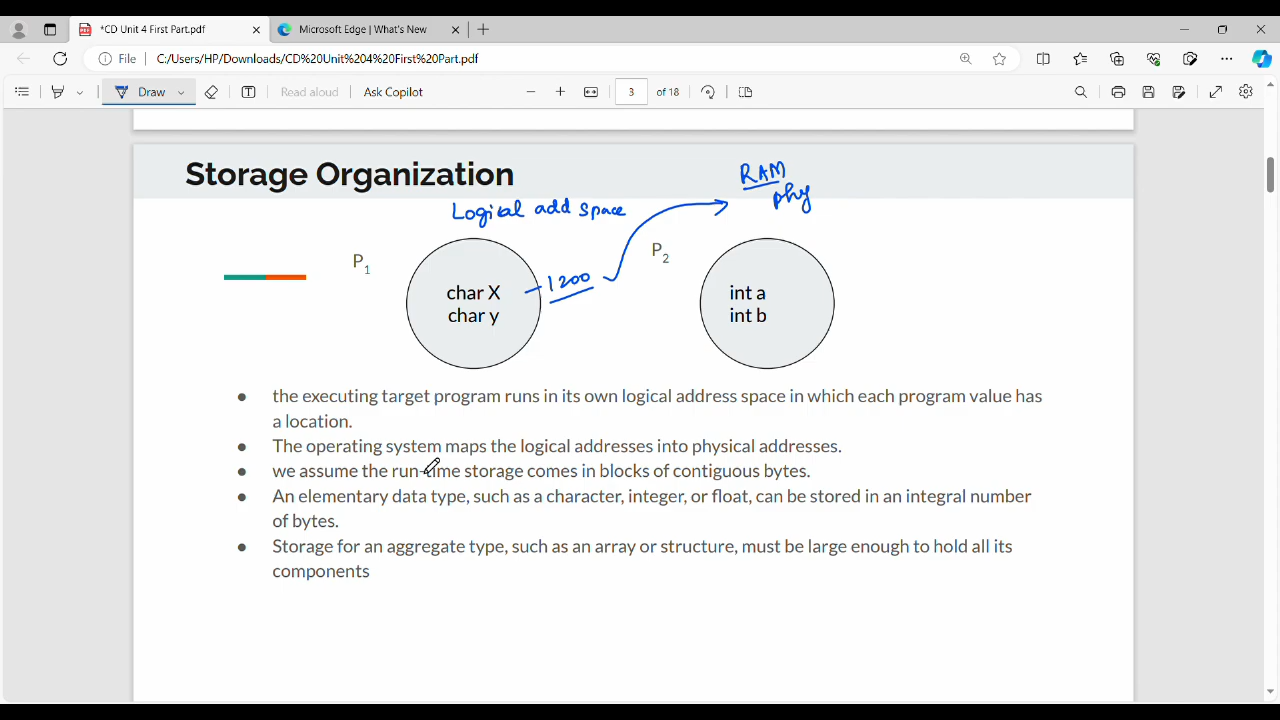 *CD Unit 4 First Part.pdf
Microsoft Edge | What's New
File
C:/Users/HP/Downloads/CD%20Unit%204%20First%20Part.pdf
Draw
Read aloud
Ask Copilot
3
of 18
Storage Organization
RAM
phy
Logical add space
P1
P2
1200
char X
char y
int a
int b
● the executing target program runs in its own logical address space in which each program value has
a location.
● The operating system maps the logical addresses into physical addresses.
● we assume the run-time storage comes in blocks of contiguous bytes.
● An elementary data type, such as a character, integer, or float, can be stored in an integral number
of bytes.
● Storage for an aggregate type, such as an array or structure, must be large enough to hold all its
components